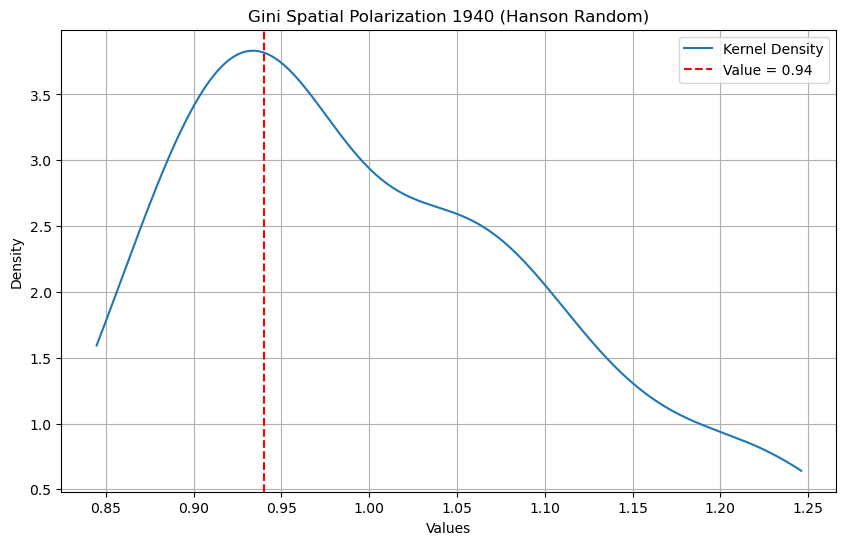 Gini Spatial Polarization 1940 (Hanson Random)
Kernel Density
Value = 0.94
Density
3.5
3.0
2.5
2.0
1.5
1.0
0.5
0.85 0.90 0.95 1.00 1.05 1.10 1.15 1.20 1.25
Values